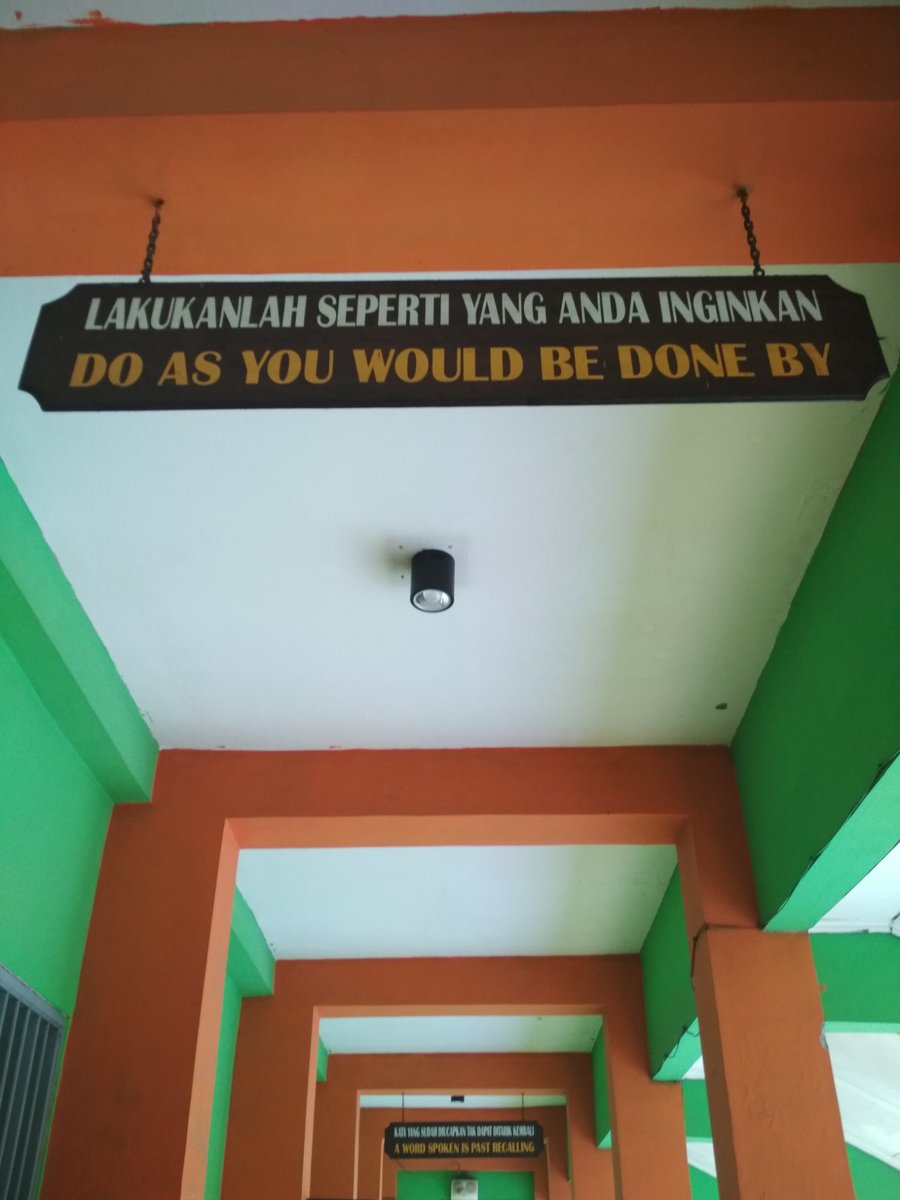 LAKUKANLAH SEPERTI YANG ANDA INGINKAN
DO AS YOU WOULD BE DONE BY
KATA YANG SUDAH DIUCAPKAN TAK DAPAT DITARIK KEMBALI
A WORD SPOKEN IS PAST RECALLING